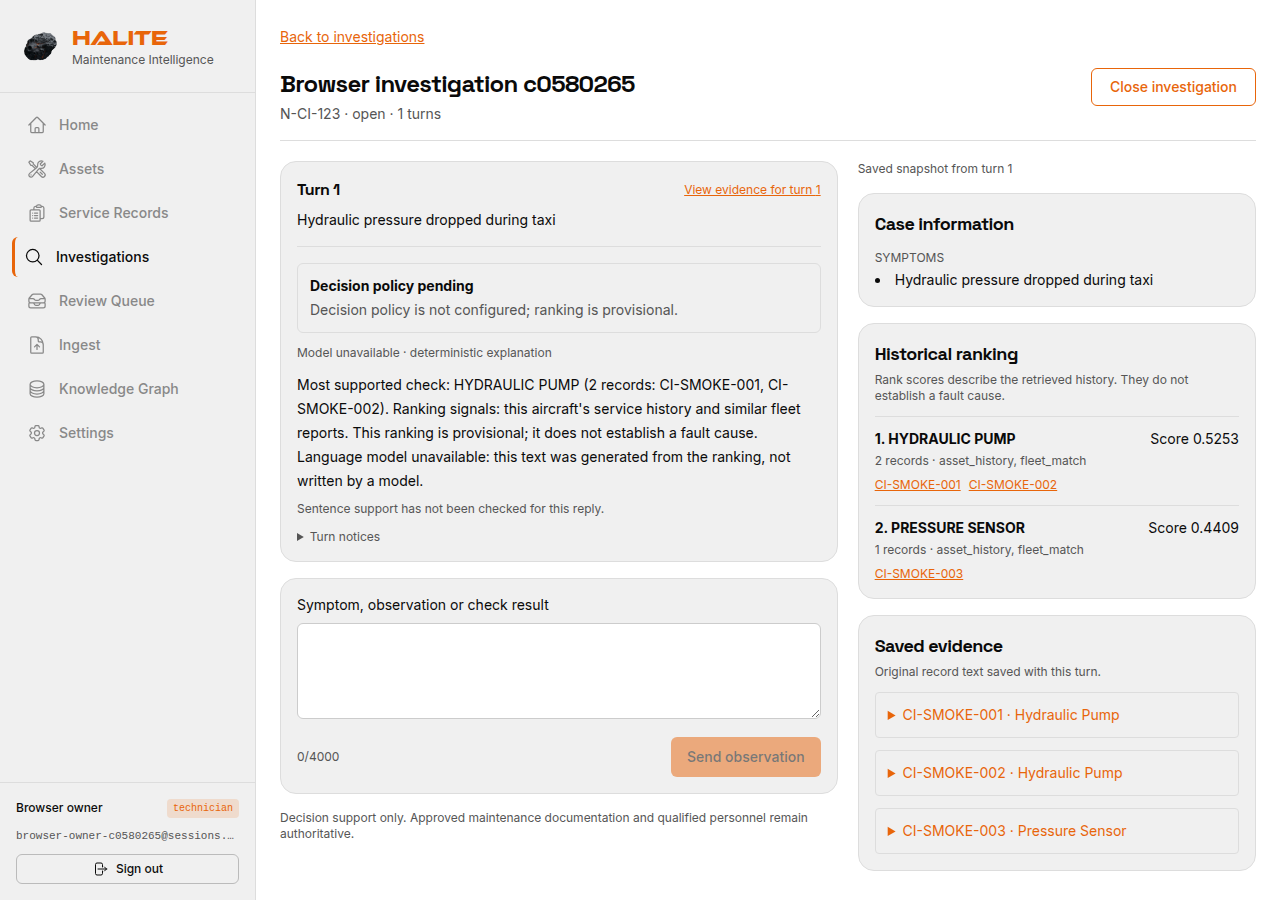 HALITE
Maintenance Intelligence
Home
Assets
Service Records
Investigations
Review Queue
Ingest
Knowledge Graph
Settings
Browser owner
technician
browser-owner-c0580265@sessions.…
Sign out
Back to investigations
Browser investigation c0580265
N-CI-123 · open · 1 turns
Close investigation
Turn 1
View evidence for turn 1
Hydraulic pressure dropped during taxi
Decision policy pending
Decision policy is not configured; ranking is provisional.
Model unavailable · deterministic explanation
Most supported check: HYDRAULIC PUMP (2 records: CI-SMOKE-001, CI-
SMOKE-002). Ranking signals: this aircraft's service history and similar fleet
reports. This ranking is provisional; it does not establish a fault cause.
Language model unavailable: this text was generated from the ranking, not
written by a model.
Sentence support has not been checked for this reply.
Turn notices
Symptom, observation or check result
0/4000
Send observation
Decision support only. Approved maintenance documentation and qualified personnel remain
authoritative.
Saved snapshot from turn 1
Case information
SYMPTOMS
• Hydraulic pressure dropped during taxi
Historical ranking
Rank scores describe the retrieved history. They do not
establish a fault cause.
1. HYDRAULIC PUMP
Score 0.5253
2 records · asset_history, fleet_match
CI-SMOKE-001 CI-SMOKE-002
2. PRESSURE SENSOR
Score 0.4409
1 records · asset_history, fleet_match
CI-SMOKE-003
Saved evidence
Original record text saved with this turn.
CI-SMOKE-001 · Hydraulic Pump
CI-SMOKE-002 · Hydraulic Pump
CI-SMOKE-003 · Pressure Sensor